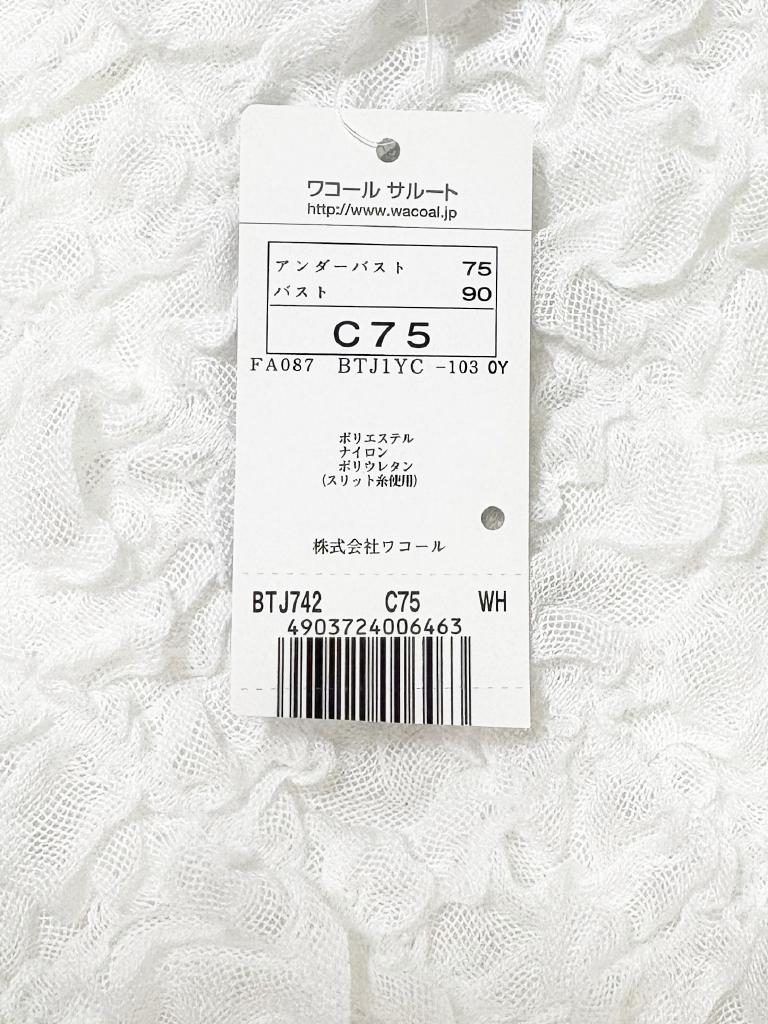 ワコール サルート
http://www.wacoal.jp
アンダーバスト 75
バスト 90
C75
FA087 BTJ1YC -103 0Y
ポリエステル
ナイロン
ポリウレタン
(スリット糸使用)
株式会社ワコール
BTJ742 C75 WH
4903724006463